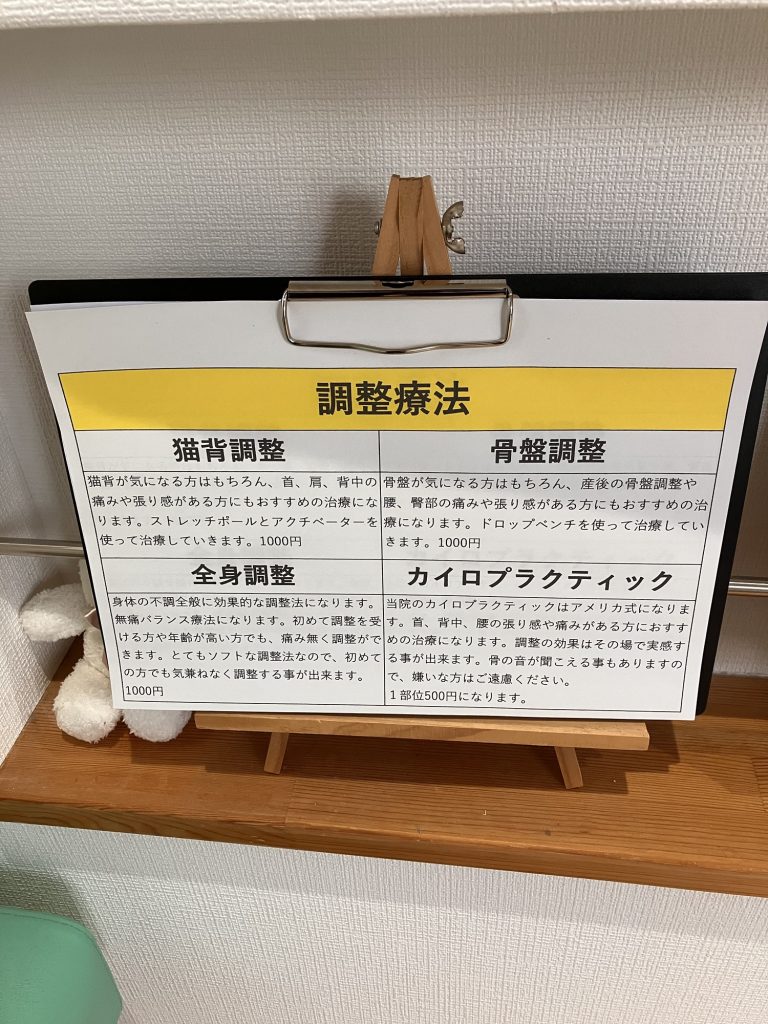 調整療法
猫背調整
猫背が気になる方はもちろん、首、肩、背中の
痛みや張り感がある方にもおすすめの治療にな
ります。ストレッチポールとアクチベーターを
使って治療していきます。1000円
骨盤調整
骨盤が気になる方はもちろん、産後の骨盤調整や
腰、臀部の痛みや張り感がある方にもおすすめの治
療になります。ドロップベンチを使って治療してい
きます。1000円
全身調整
身体の不調全般に効果的な調整法になります。
無痛バランス療法になります。初めて調整を受
ける方や年齢が高い方でも、痛み無く調整がで
きます。とてもソフトな調整法なので、初めて
の方でも気兼ねなく調整する事が出来ます。
1000円
カイロプラクティック
当院のカイロプラクティックはアメリカ式になりま
す。首、背中、腰の張り感や痛みがある方におすす
めの治療になります。調整の効果はその場で実感す
る事が出来ます。骨の音が聞こえる事もありますの
で、嫌いな方はご遠慮ください。
１部位500円になります。